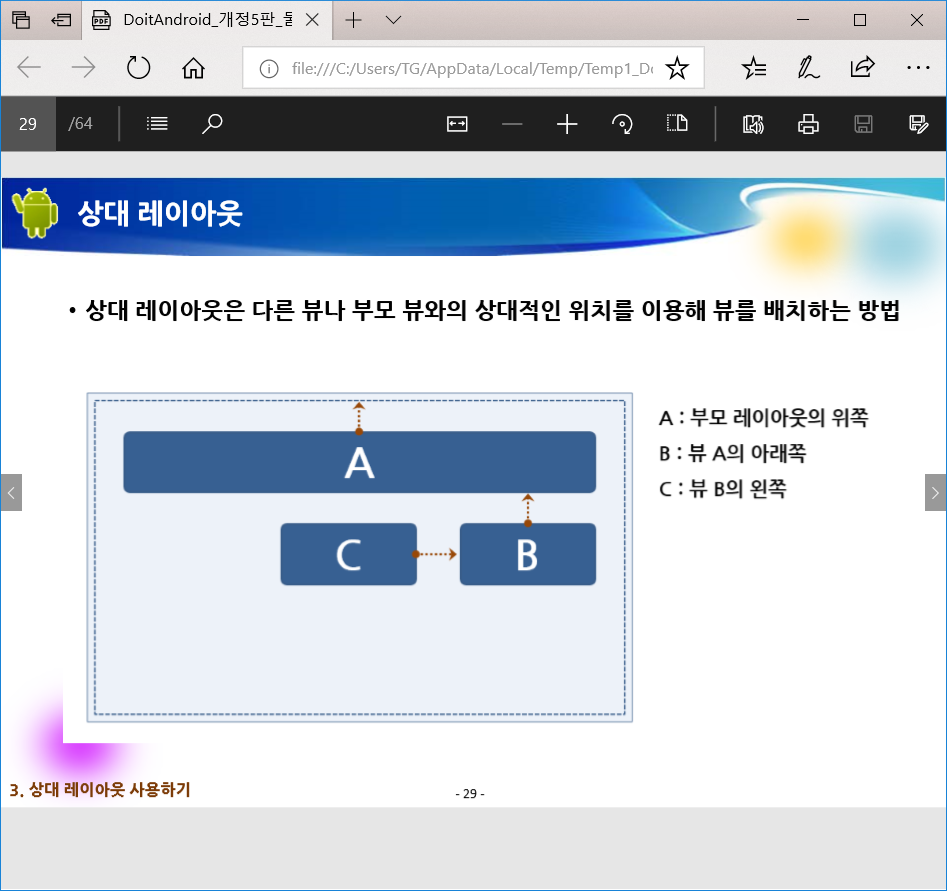 DoitAndroid_개정5판_둘
file:///C:/Users/TG/AppData/Local/Temp/Temp1_Do
29 /64
상대 레이아웃
• 상대 레이아웃은 다른 뷰나 부모 뷰와의 상대적인 위치를 이용해 뷰를 배치하는 방법
A
C B
A : 부모 레이아웃의 위쪽
B : 뷰 A의 아래쪽
C : 뷰 B의 왼쪽
3. 상대 레이아웃 사용하기
- 29 -